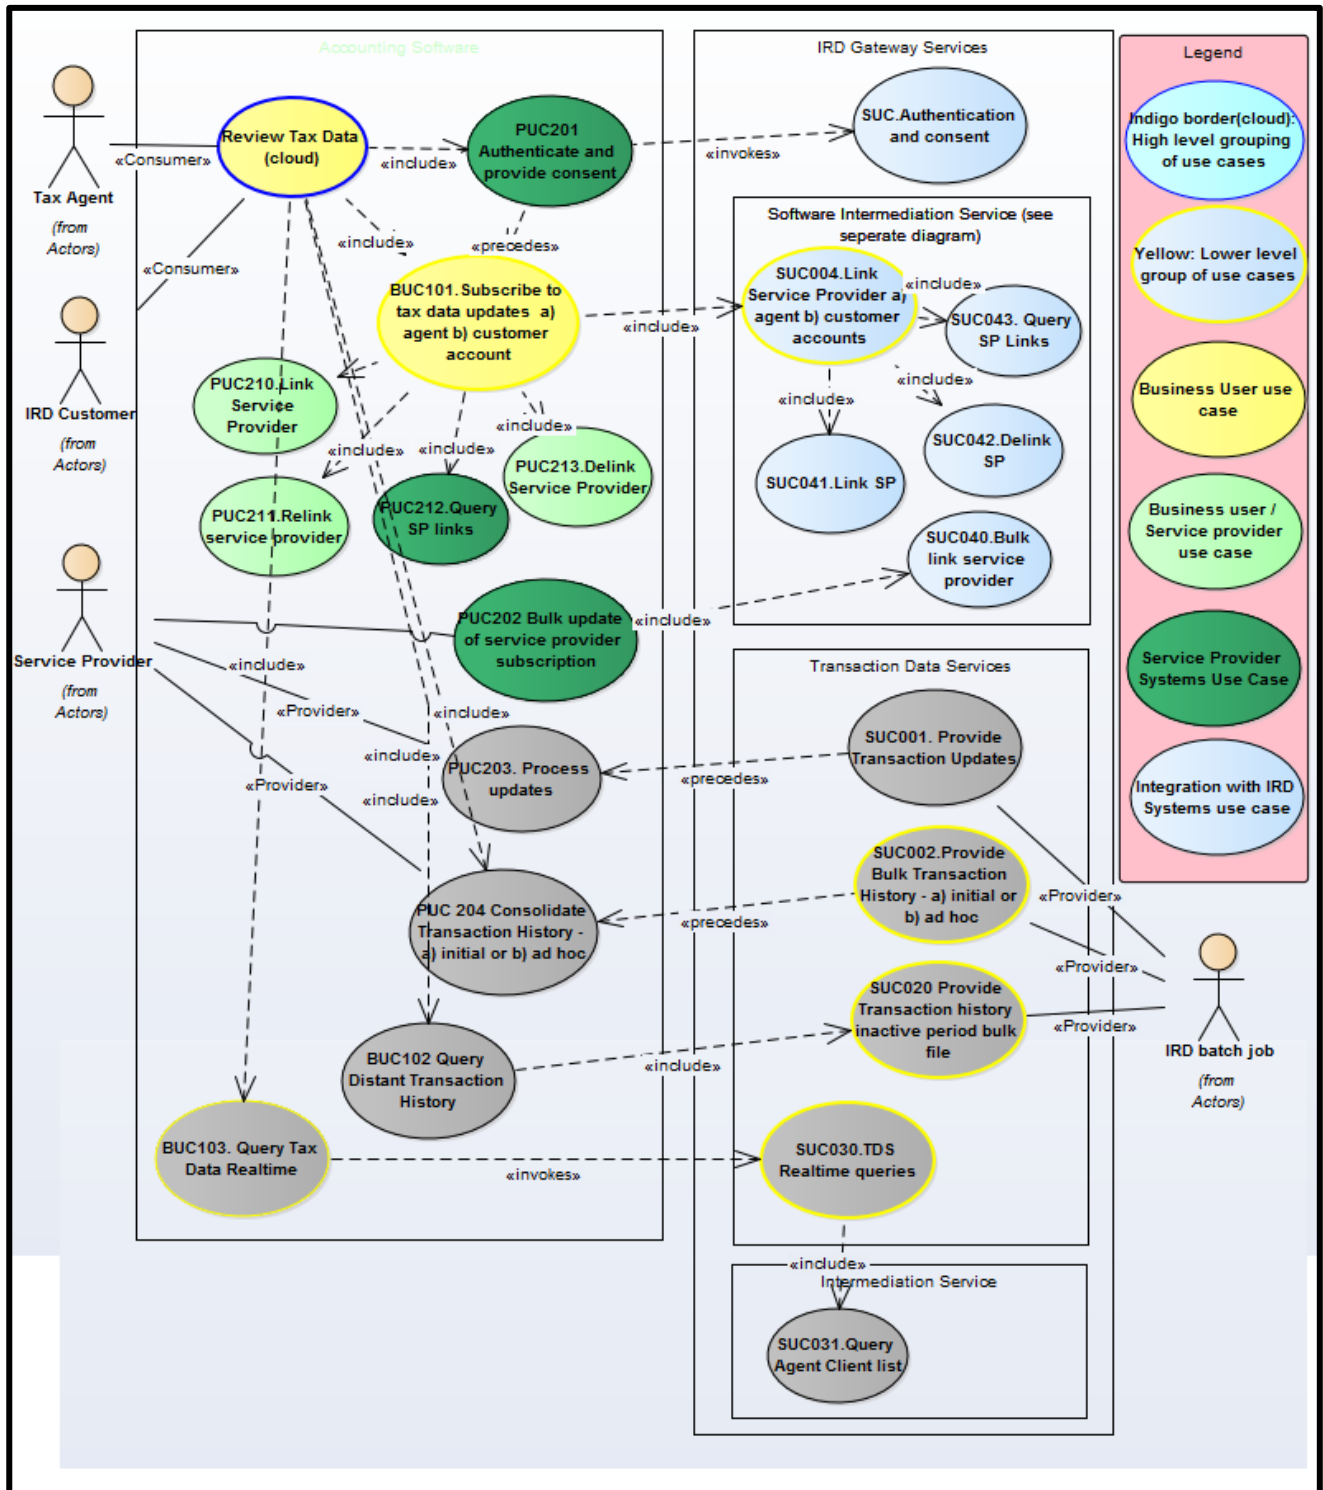 Accounting Software
IRD Gateway Services
Legend
Tax Agent
(from
Actors)
«Consumer»
Review Tax Data
(cloud)
«include»
PUC201
Authenticate and
provide consent
«invokes»
SUC.Authentication
and consent
Indigo border(cloud):
High level grouping
of use cases
«Consumer»
«include»
«precedes»
Software Intermediation Service (see
seperate diagram)
Yellow: Lower level
group of use cases
BUC101.Subscribe to
tax data updates a)
agent b) customer
account
«include»
SUC004.Link
Service Provider a)
agent b) customer
accounts
«include»
SUC043. Query
SP Links
IRD Customer
(from
Actors)
PUC210.Link
Service
Provider
«include»
«include»
«include»
PUC213.Delink
Service Provider
«include»
«include»
SUC042.Delink
SP
SUC041.Link SP
Business User use
case
PUC211.Relink
service provider
PUC212.Query
SP links
SUC040.Bulk
link service
provider
Business user /
Service provider
use case
Service Provider
(from
Actors)
PUC202 Bulk update
of service provider
subscription
«include»
Service Provider
Systems Use Case
«include»
«Provider»
«include»
«include»
Transaction Data Services
PUC203. Process
updates
«precedes»
SUC001. Provide
Transaction Updates
Integration with IRD
Systems use case
«Provider»
«include»
PUC 204 Consolidate
Transaction History -
a) initial or b) ad hoc
«precedes»
SUC002.Provide
Bulk Transaction
History - a) initial or
b) ad hoc
«Provider»
«Provider»
«Provider»
BUC102 Query
Distant Transaction
History
«include»
SUC020 Provide
Transaction history
inactive period bulk
file
IRD batch job
(from
Actors)
BUC103. Query Tax
Data Realtime
«invokes»
SUC030.TDS
Realtime queries
«include»
Intermediation Service
SUC031.Query
Agent Client list